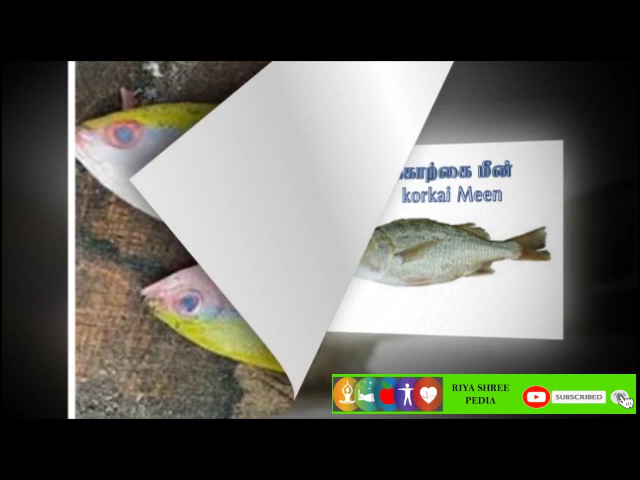 மீன்
korkai Meen
RIYA SHREE
PEDIA
SUBSCRIBED